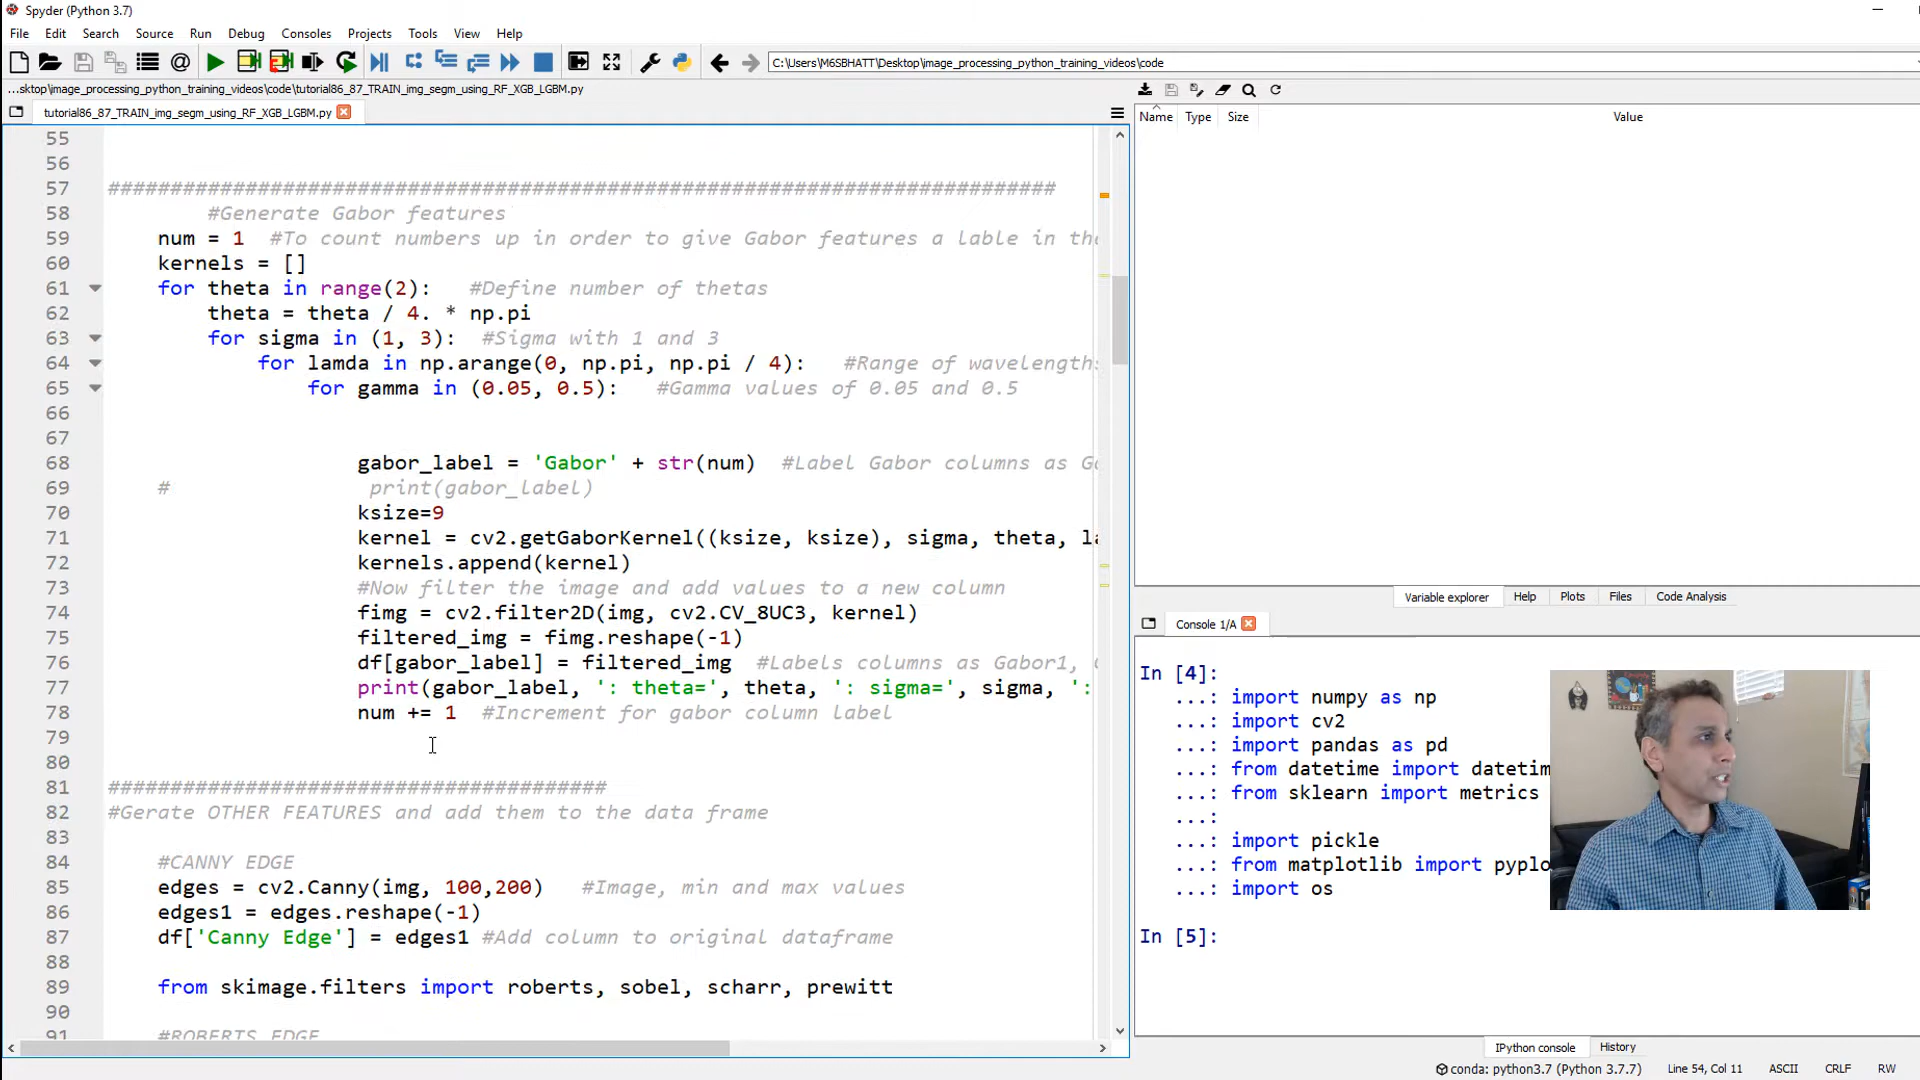 Spyder (Python 3.7)
File Edit Search Source Run Debug Consoles Projects Tools View Help
C:\Users\M6SBHATT\Desktop\image_processing_python_training_videos\code
...sktop\image_processing_python_training_videos\code\tutorial86_87_TRAIN_img_segm_using_RF_XGB_LGBM.py
tutorial86_87_TRAIN_img_segm_using_RF_XGB_LGBM.py
55
56
57 ############################################################################
58 #Generate Gabor features
59 num = 1 #To count numbers up in order to give Gabor features a lable in the
60 kernels = []
61 for theta in range(2): #Define number of thetas
62 theta = theta / 4. * np.pi
63 for sigma in (1, 3): #Sigma with 1 and 3
64 for lamda in np.arange(0, np.pi, np.pi / 4): #Range of wavelengths
65 for gamma in (0.05, 0.5): #Gamma values of 0.05 and 0.5
66
67
68 gabor_label = 'Gabor' + str(num) #Label Gabor columns as Ga
69 # print(gabor_label)
70 ksize=9
71 kernel = cv2.getGaborKernel((ksize, ksize), sigma, theta, la
72 kernels.append(kernel)
73 #Now filter the image and add values to a new column
74 fimg = cv2.filter2D(img, cv2.CV_8UC3, kernel)
75 filtered_img = fimg.reshape(-1)
76 df[gabor_label] = filtered_img #Labels columns as Gabor1,
77 print(gabor_label, ': theta=', theta, ': sigma=', sigma, ':
78 num += 1 #Increment for gabor column label
79
80
81 ########################################
82 #Gerate OTHER FEATURES and add them to the data frame
83
84 #CANNY EDGE
85 edges = cv2.Canny(img, 100,200) #Image, min and max values
86 edges1 = edges.reshape(-1)
87 df['Canny Edge'] = edges1 #Add column to original dataframe
88
89 from skimage.filters import roberts, sobel, scharr, prewitt
90
91 #ROBERTS EDGE
Name Type Size Value
Variable explorer Help Plots Files Code Analysis
Console 1/A
In [4]:
...: import numpy as np
...: import cv2
...: import pandas as pd
...: from datetime import datetim
...: from sklearn import metrics
...:
...: import pickle
...: from matplotlib import pyplo
...: import os
In [5]:
IPython console History
conda: python3.7 (Python 3.7.7) Line 54, Col 11 ASCII CRLF RW